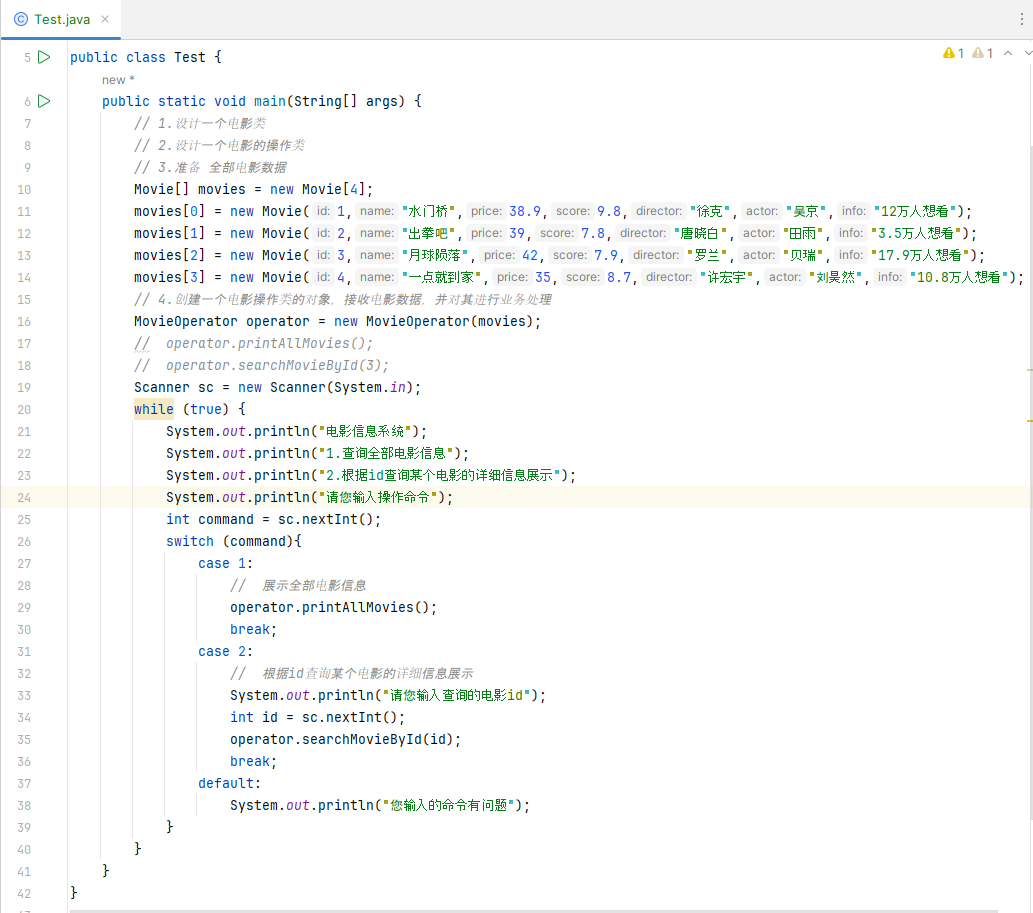 Test.java
1 1
5 public class Test {
new *
6 public static void main(String[] args) {
7 // 1.设计一个电影类
8 // 2.设计一个电影的操作类
9 // 3.准备 全部电影数据
10 Movie[] movies = new Movie[4];
11 movies[0] = new Movie( id: 1, name: "水门桥", price: 38.9, score: 9.8, director: "徐克", actor: "吴京", info: "12万人想看");
12 movies[1] = new Movie( id: 2, name: "出拳吧", price: 39, score: 7.8, director: "唐晓白", actor: "田雨", info: "3.5万人想看");
13 movies[2] = new Movie( id: 3, name: "月球陨落", price: 42, score: 7.9, director: "罗兰", actor: "贝瑞", info: "17.9万人想看");
14 movies[3] = new Movie( id: 4, name: "一点就到家", price: 35, score: 8.7, director: "许宏宇", actor: "刘昊然", info: "10.8万人想看");
15 // 4.创建一个电影操作类的对象，接收电影数据，并对其进行业务处理
16 MovieOperator operator = new MovieOperator(movies);
17 // operator.printAllMovies();
18 // operator.searchMovieById(3);
19 Scanner sc = new Scanner(System.in);
20 while (true) {
21 System.out.println("电影信息系统");
22 System.out.println("1.查询全部电影信息");
23 System.out.println("2.根据id查询某个电影的详细信息展示");
24 System.out.println("请您输入操作命令");
25 int command = sc.nextInt();
26 switch (command){
27 case 1:
28 // 展示全部电影信息
29 operator.printAllMovies();
30 break;
31 case 2:
32 // 根据id查询某个电影的详细信息展示
33 System.out.println("请您输入查询的电影id");
34 int id = sc.nextInt();
35 operator.searchMovieById(id);
36 break;
37 default:
38 System.out.println("您输入的命令有问题");
39 }
40 }
41 }
42 }